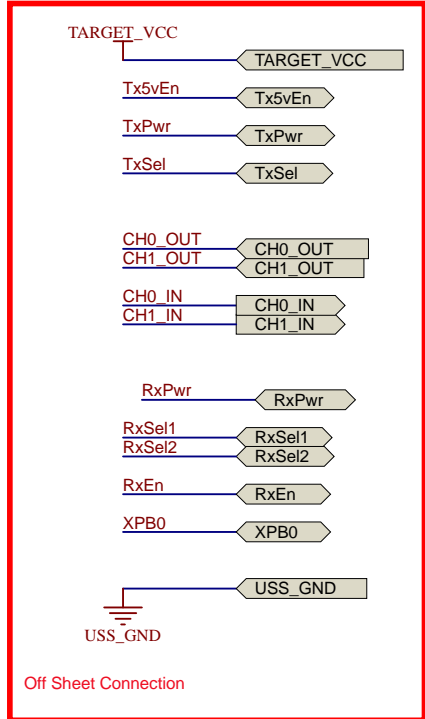 TARGET_VCC
TARGET_VCC
Tx5vEn Tx5vEn
TxPwr TxPwr
TxSel TxSel
CH0_OUT CH0_OUT
CH1_OUT CH1_OUT
CH0_IN CH0_IN
CH1_IN CH1_IN
RxPwr RxPwr
RxSel1 RxSel1
RxSel2 RxSel2
RxEn RxEn
XPB0 XPB0
USS_GND
USS_GND
Off Sheet Connection